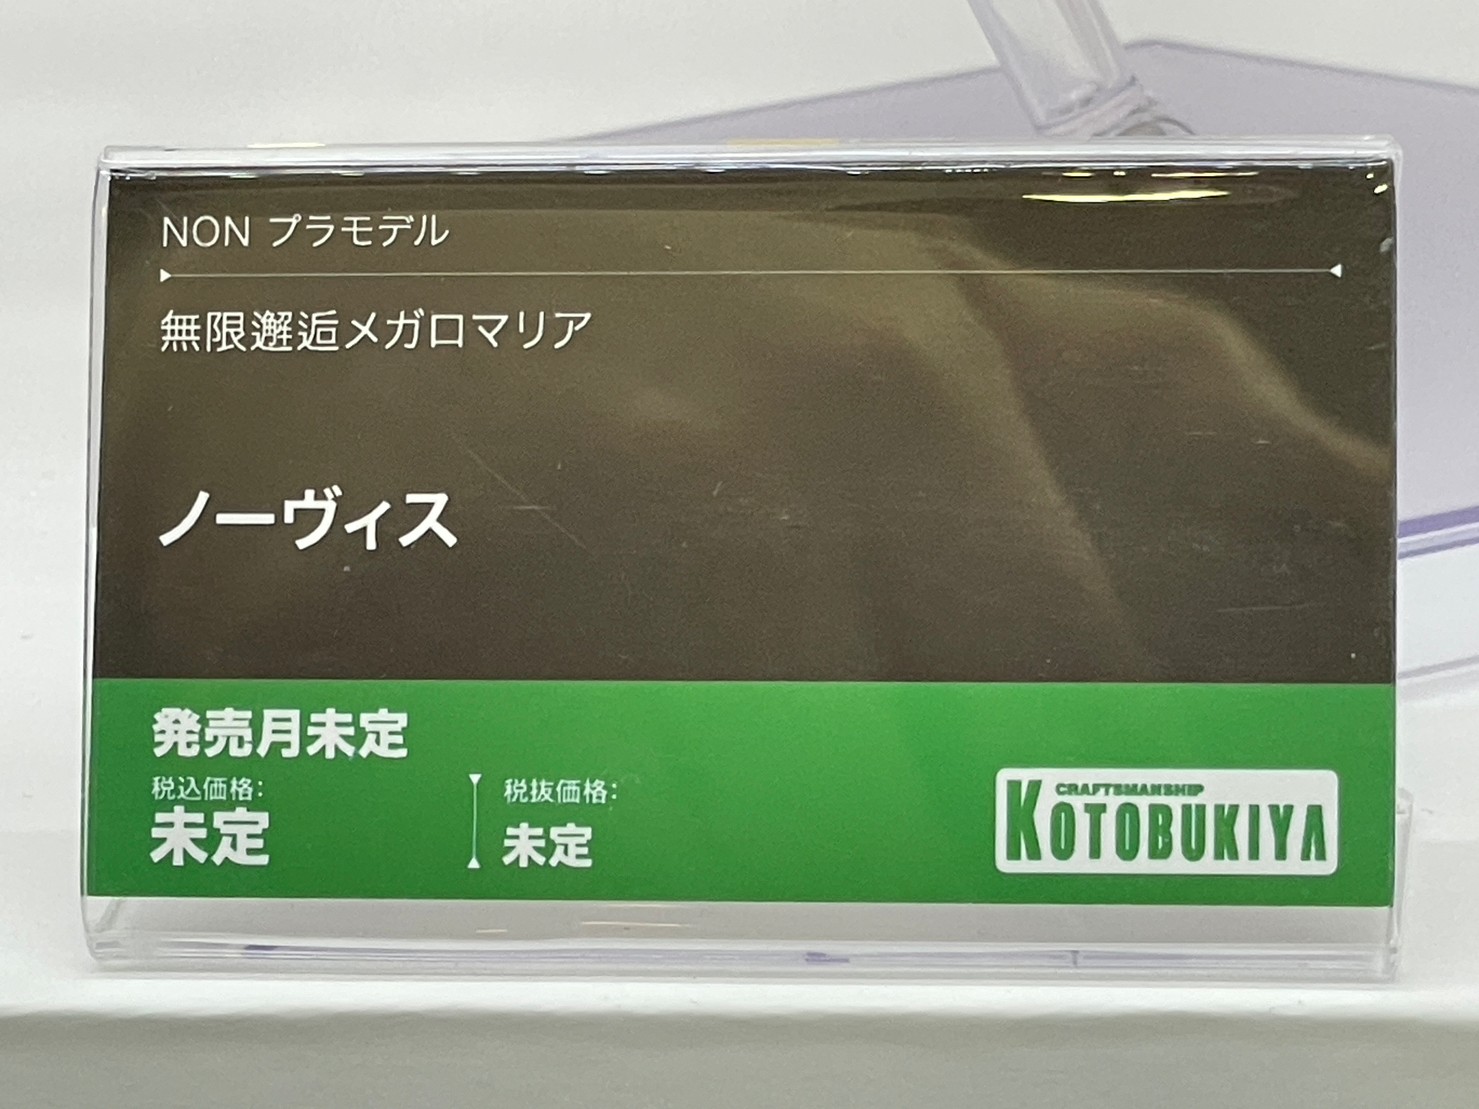 NON プラモデル
無限邂逅メガロマリア
ノーヴィス
発売月未定
税込価格:
未定
税抜価格:
未定
CRAFTSMANSHIP
KOTOBUKIYA